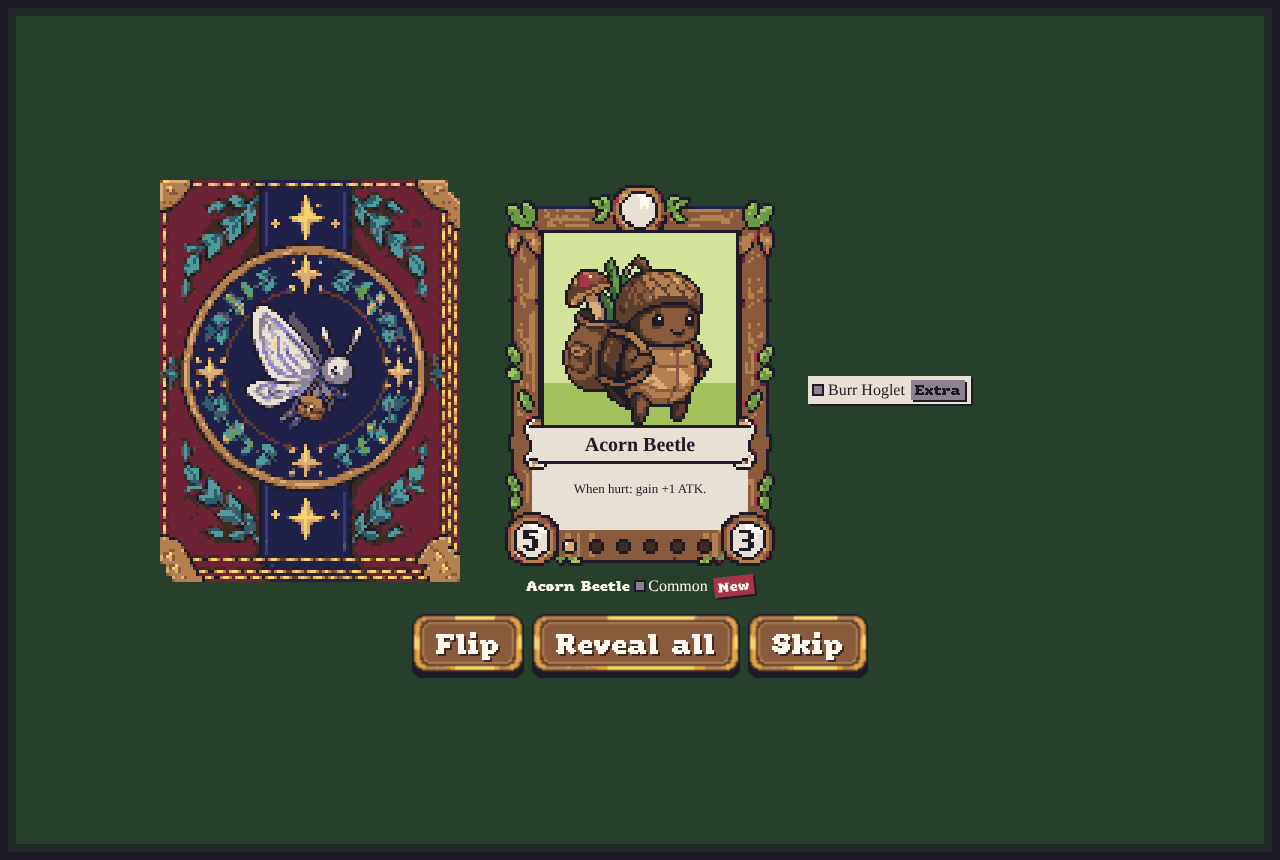 Acorn Beetle
When hurt: gain +1 ATK.
5
3
Acorn Beetle Common New
Burr Hoglet Extra
Flip
Reveal all
Skip